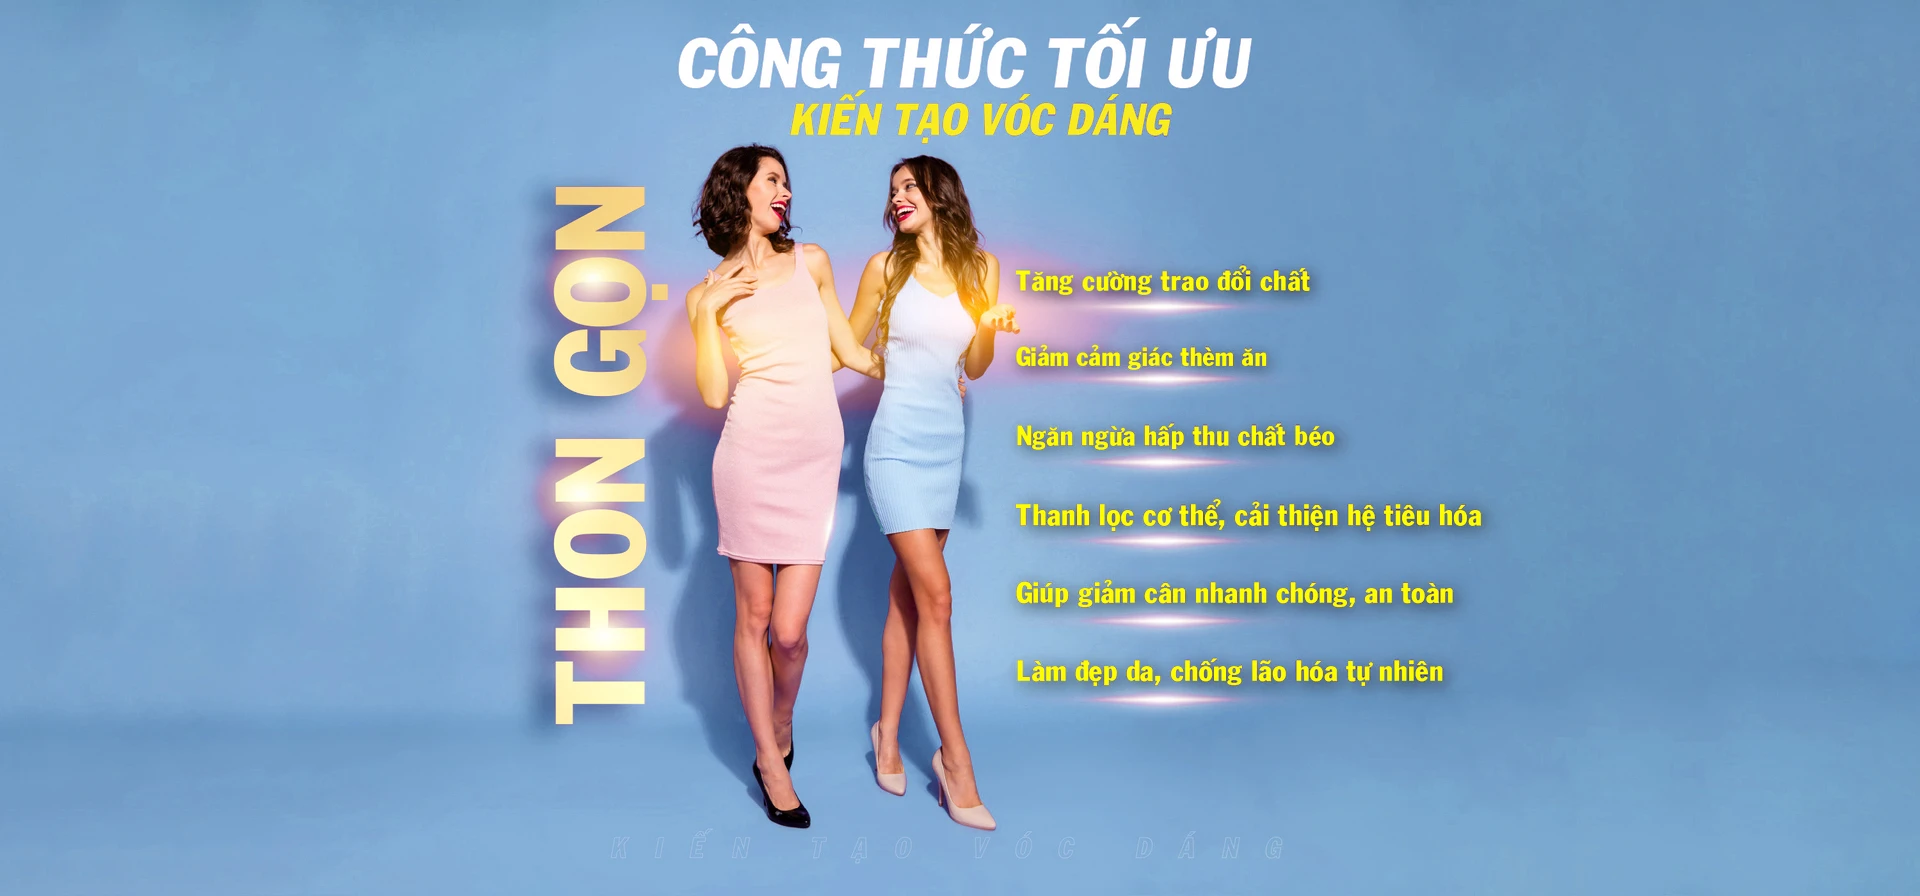 CÔNG THỨC TỐI ƯU
KIẾN TẠO VÓC DÁNG
THON GỌN
Tăng cường trao đổi chất
Giảm cảm giác thèm ăn
Ngăn ngừa hấp thu chất béo
Thanh lọc cơ thể, cải thiện hệ tiêu hóa
Giúp giảm cân nhanh chóng, an toàn
Làm đẹp da, chống lão hóa tự nhiên
KIẾN TẠO VÓC DÁNG